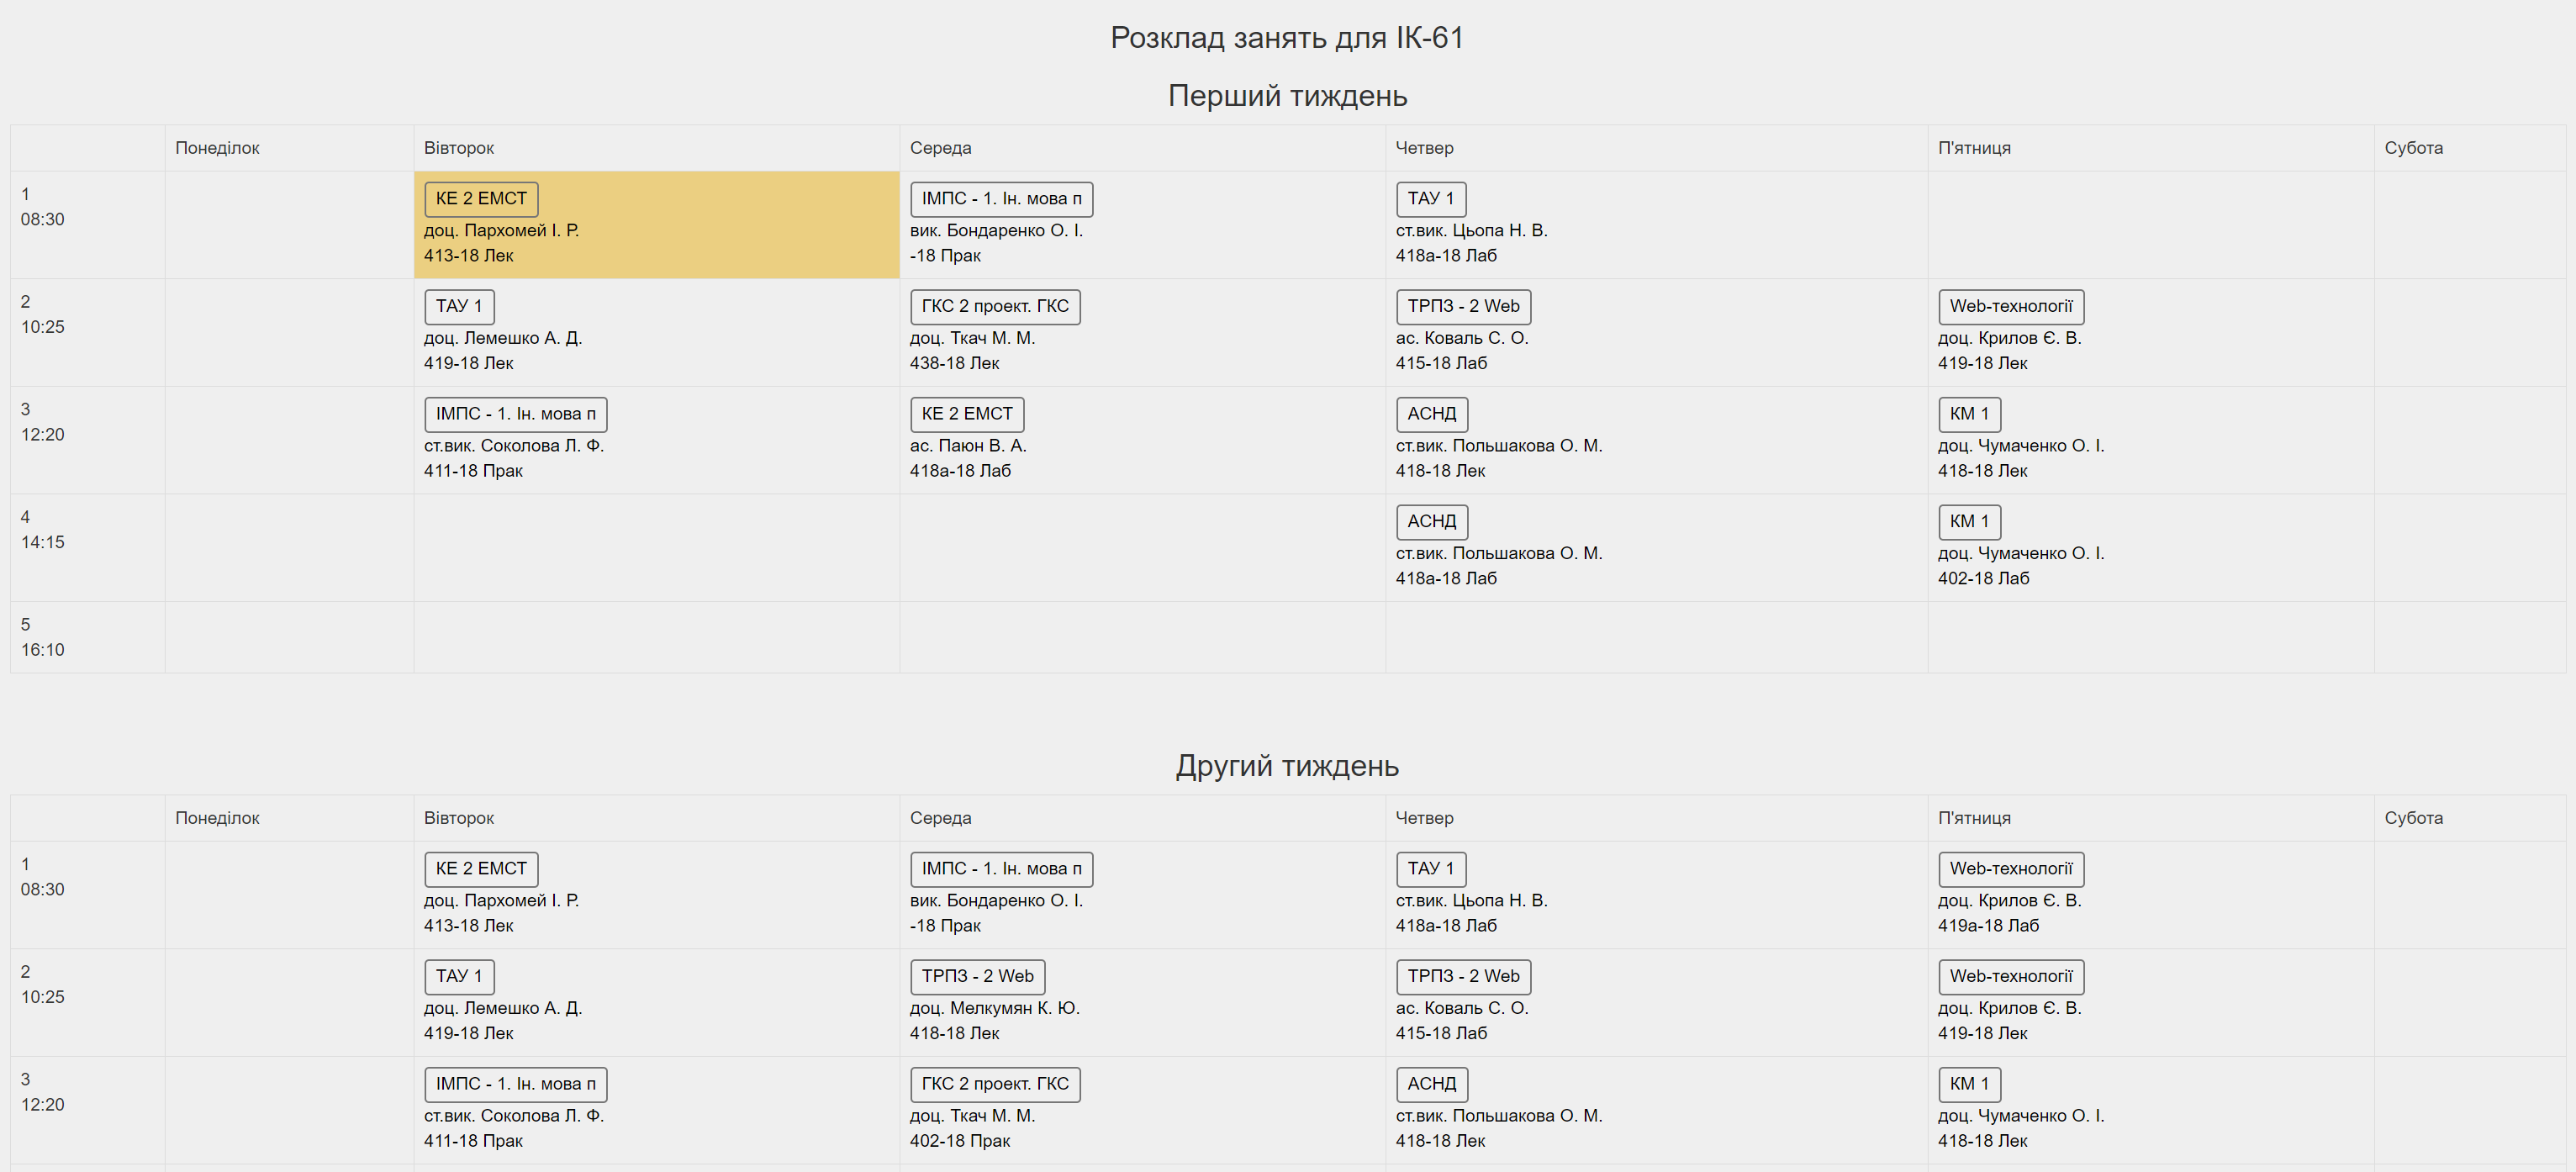 Розклад занять для ІК-61
Перший тиждень
Понеділок Вівторок Середа Четвер П'ятниця Субота
1
08:30
КЕ 2 ЕМСТ
доц. Пархомей І. Р.
413-18 Лек
ІМПС - 1. Ін. мова п
вик. Бондаренко О. І.
-18 Прак
ТАУ 1
ст.вик. Цьопа Н. В.
418а-18 Лаб
2
10:25
ТАУ 1
доц. Лемешко А. Д.
419-18 Лек
ГКС 2 проект. ГКС
доц. Ткач М. М.
438-18 Лек
ТРПЗ - 2 Web
ас. Коваль С. О.
415-18 Лаб
Web-технології
доц. Крилов Є. В.
419-18 Лек
3
12:20
ІМПС - 1. Ін. мова п
ст.вик. Соколова Л. Ф.
411-18 Прак
КЕ 2 ЕМСТ
ас. Паюн В. А.
418а-18 Лаб
АСНД
ст.вик. Польшакова О. М.
418-18 Лек
КМ 1
доц. Чумаченко О. І.
418-18 Лек
4
14:15
АСНД
ст.вик. Польшакова О. М.
418а-18 Лаб
КМ 1
доц. Чумаченко О. І.
402-18 Лаб
5
16:10
Другий тиждень
Понеділок Вівторок Середа Четвер П'ятниця Субота
1
08:30
КЕ 2 ЕМСТ
доц. Пархомей І. Р.
413-18 Лек
ІМПС - 1. Ін. мова п
вик. Бондаренко О. І.
-18 Прак
ТАУ 1
ст.вик. Цьопа Н. В.
418а-18 Лаб
Web-технології
доц. Крилов Є. В.
419а-18 Лаб
2
10:25
ТАУ 1
доц. Лемешко А. Д.
419-18 Лек
ТРПЗ - 2 Web
доц. Мелкумян К. Ю.
418-18 Лек
ТРПЗ - 2 Web
ас. Коваль С. О.
415-18 Лаб
Web-технології
доц. Крилов Є. В.
419-18 Лек
3
12:20
ІМПС - 1. Ін. мова п
ст.вик. Соколова Л. Ф.
411-18 Прак
ГКС 2 проект. ГКС
доц. Ткач М. М.
402-18 Прак
АСНД
ст.вик. Польшакова О. М.
418-18 Лек
КМ 1
доц. Чумаченко О. І.
418-18 Лек